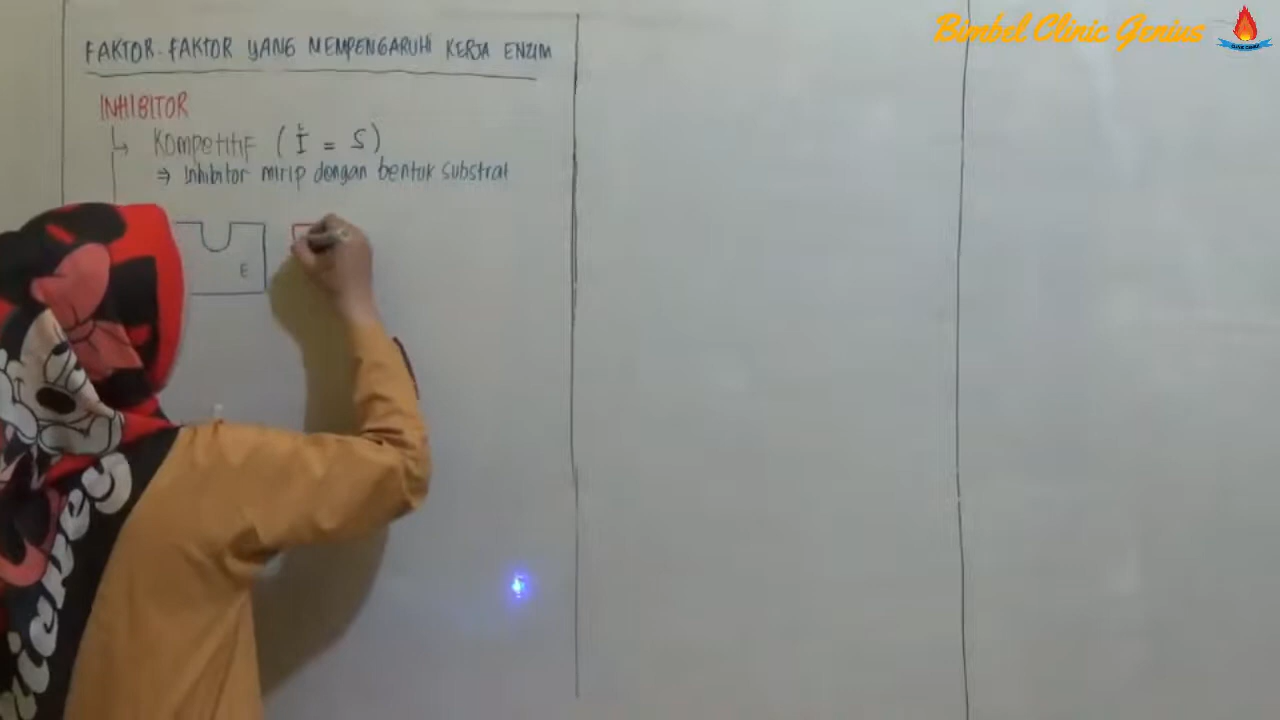 Bimbel Clinic Genius
FAKTOR-FAKTOR YANG MEMPENGARUHI KERJA ENZIM
INHIBITOR
↳ Kompetitif (I = S)
⇒ Inhibitor mirip dengan bentuk substrat
E